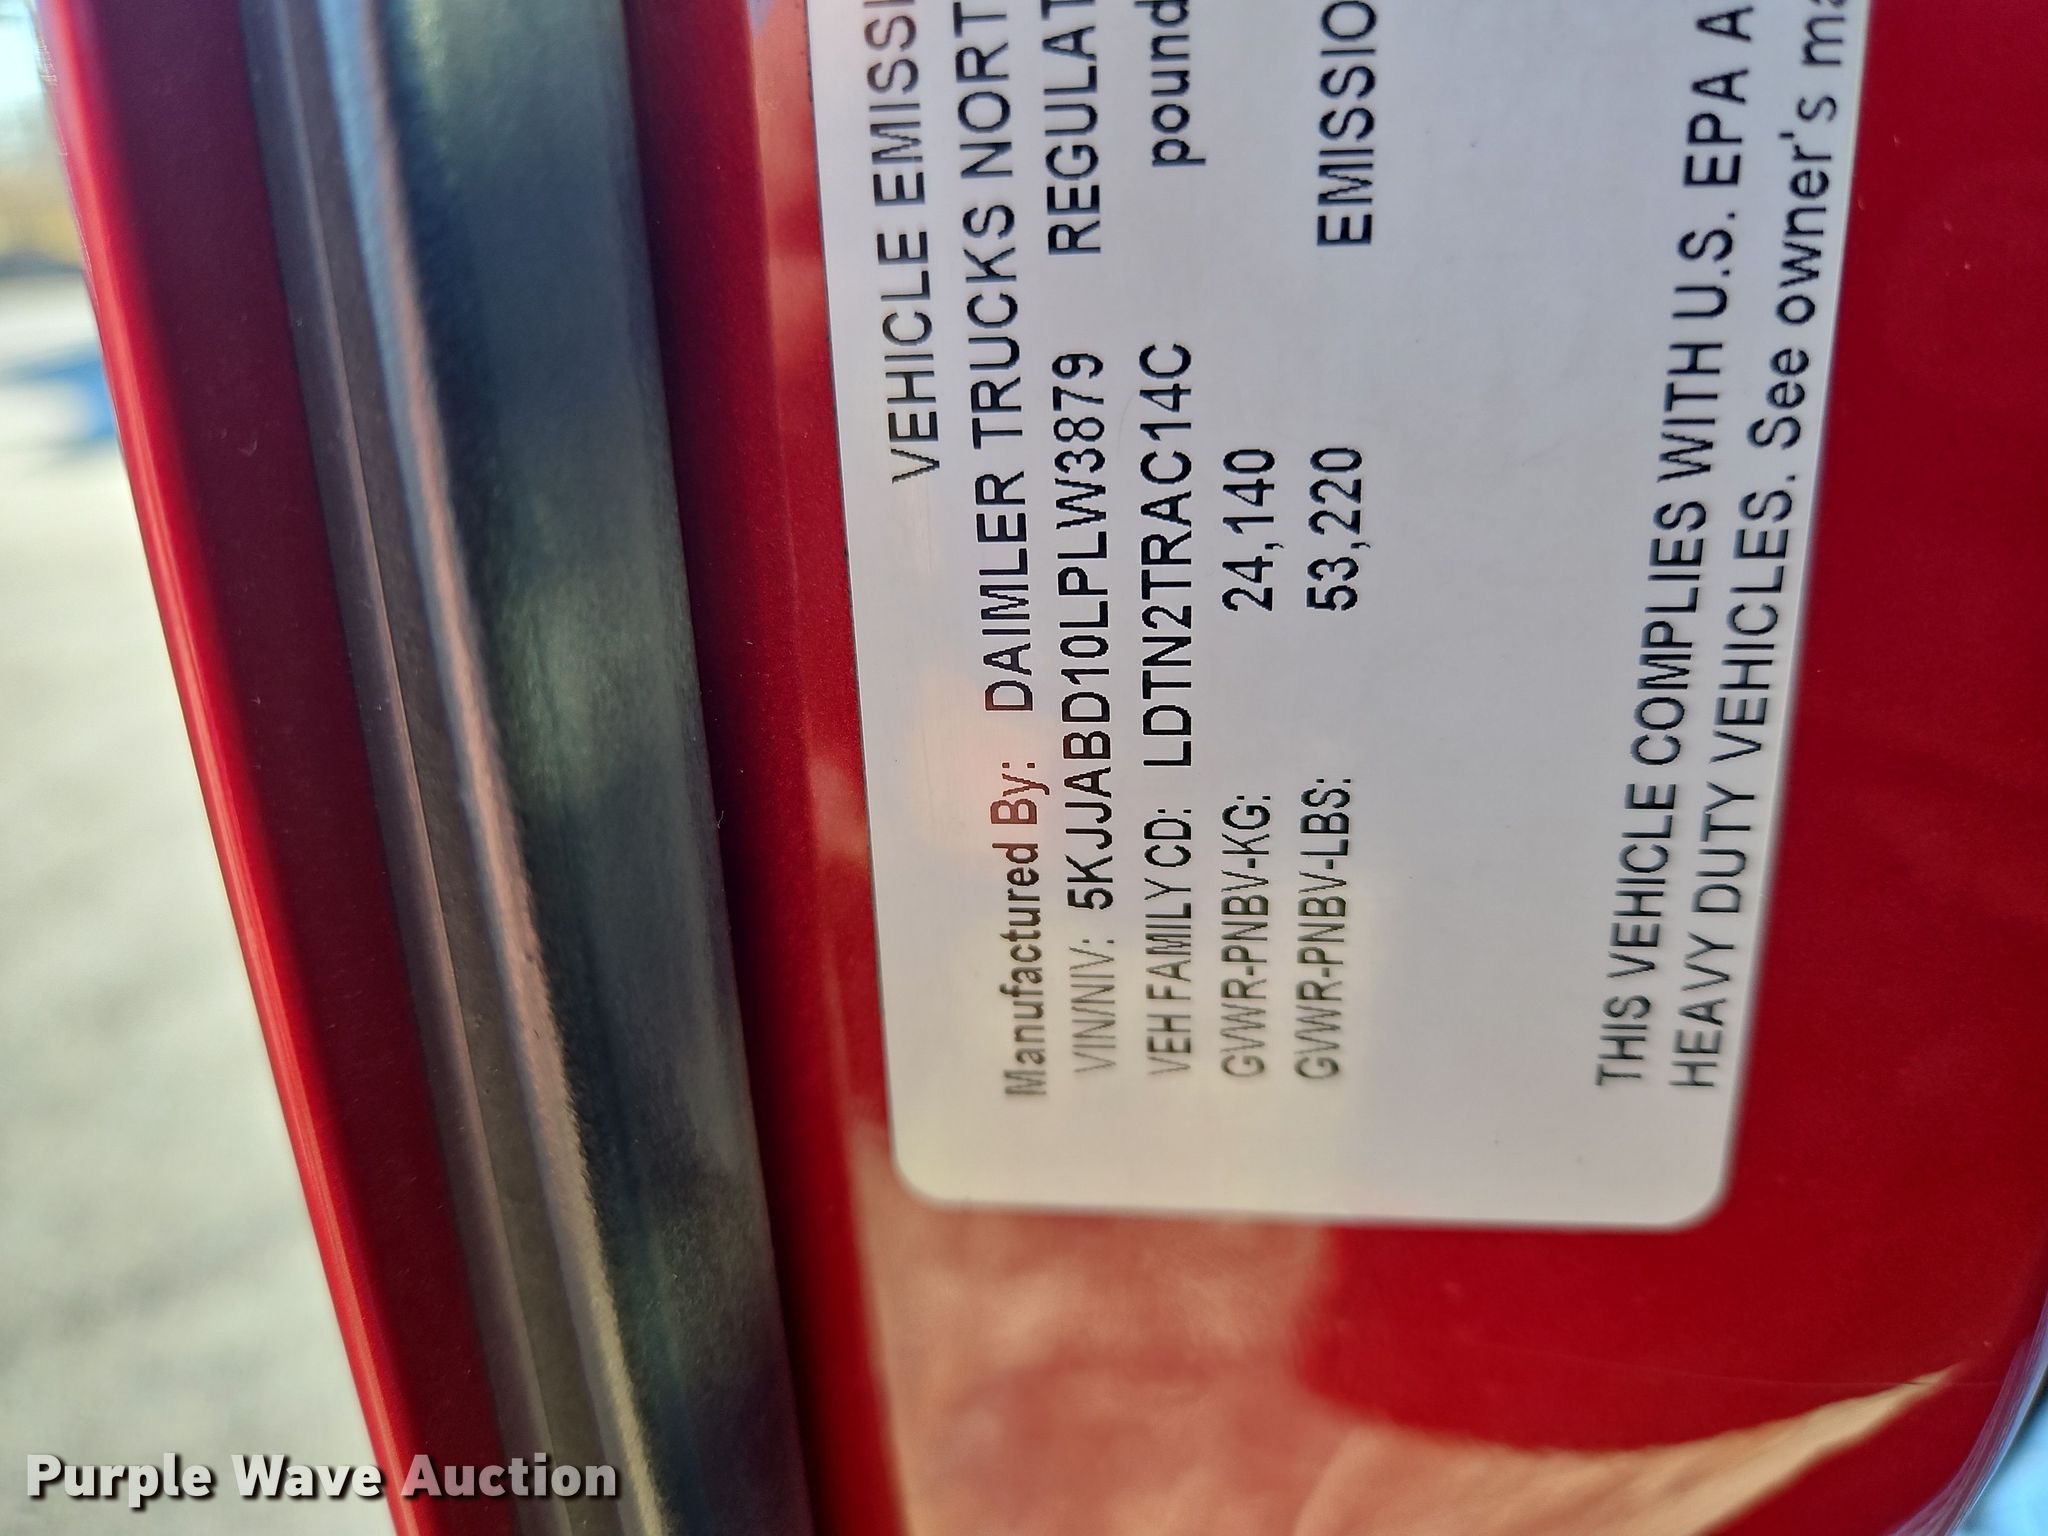 VEHICLE EMISSI
Manufactured By: DAIMLER TRUCKS NORT
VIN/NIV: 5KJJABD10LPLW3879 REGULAT
VEH FAMILY CD: LDTN2TRAC14C pound
GVWR-PNBV-KG: 24,140
GVWR-PNBV-LBS: 53,220 EMISSIO
THIS VEHICLE COMPLIES WITH U.S. EPA A
HEAVY DUTY VEHICLES. See owner's ma
Purple Wave Auction